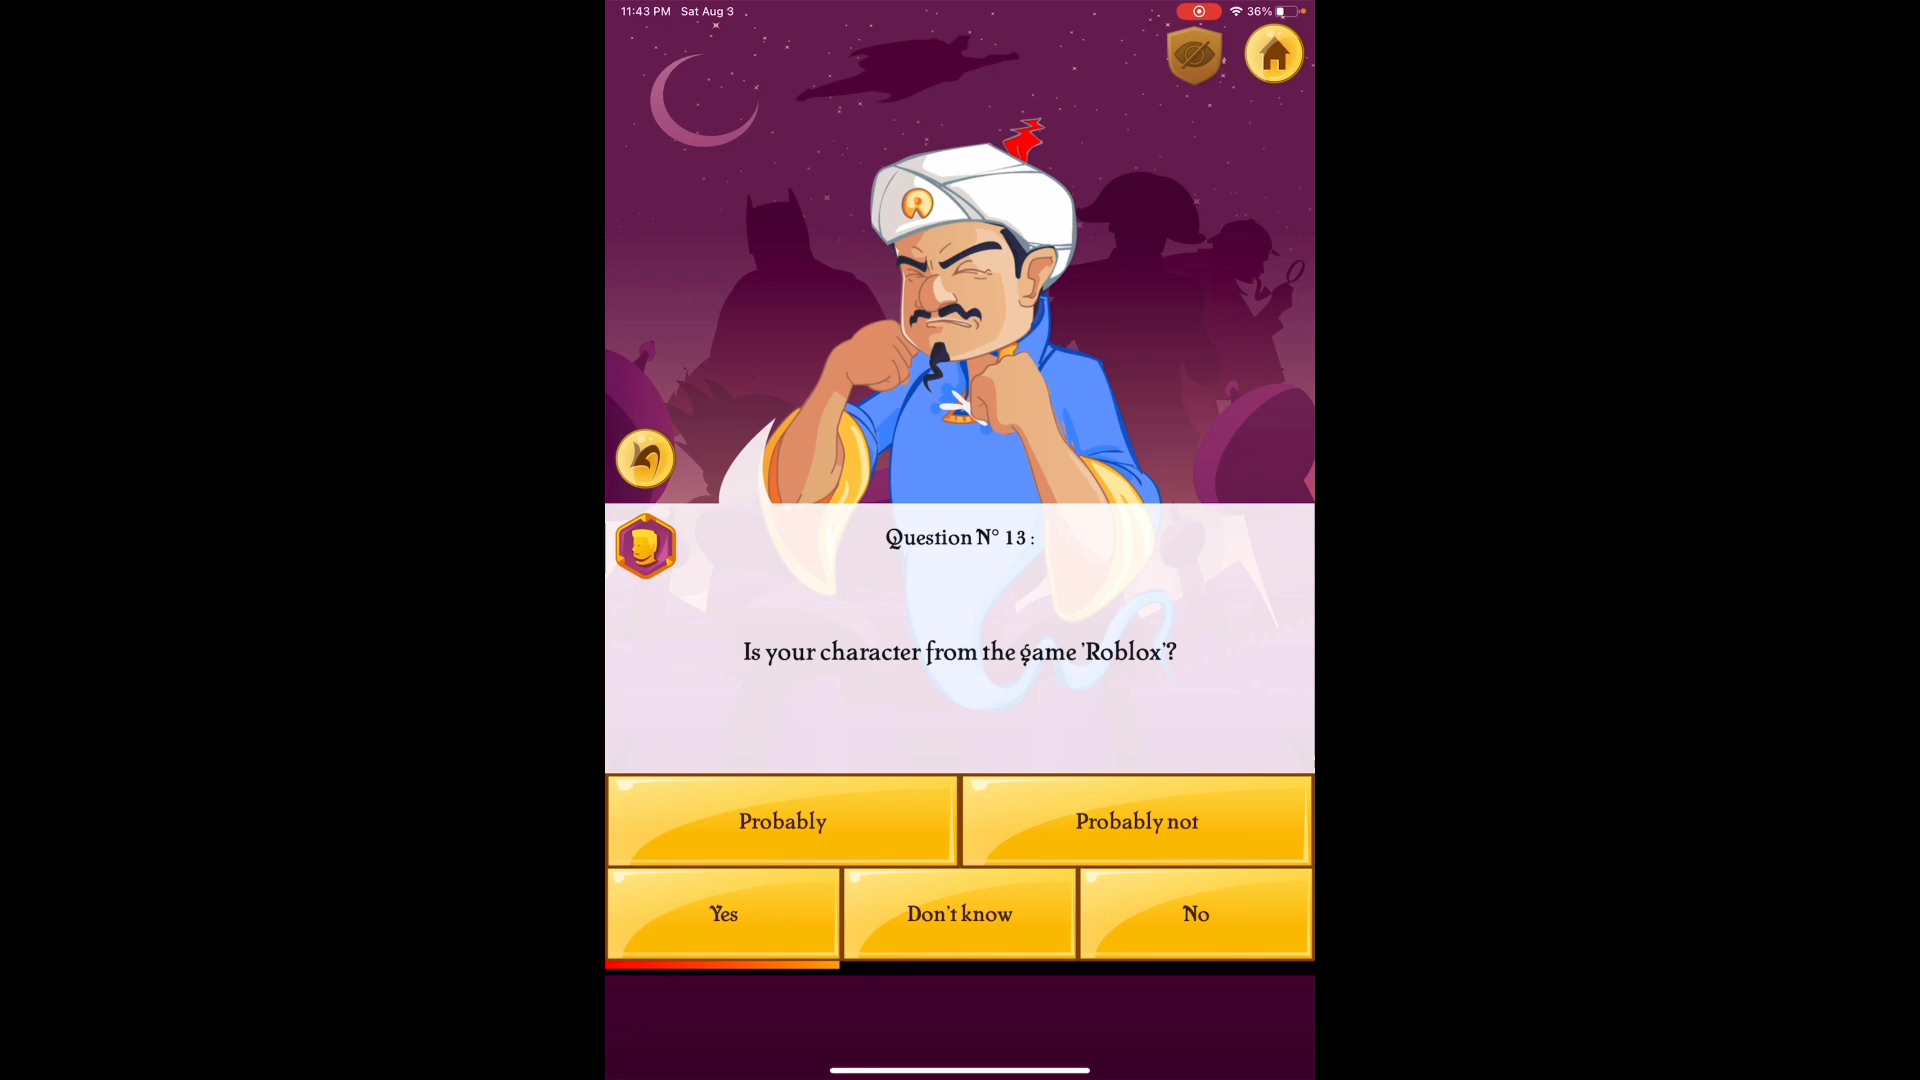 11:43 PM Sat Aug 3 36%
Question N° 13 :
Is your character from the game 'Roblox'?
Probably Probably not
Yes Don't know No